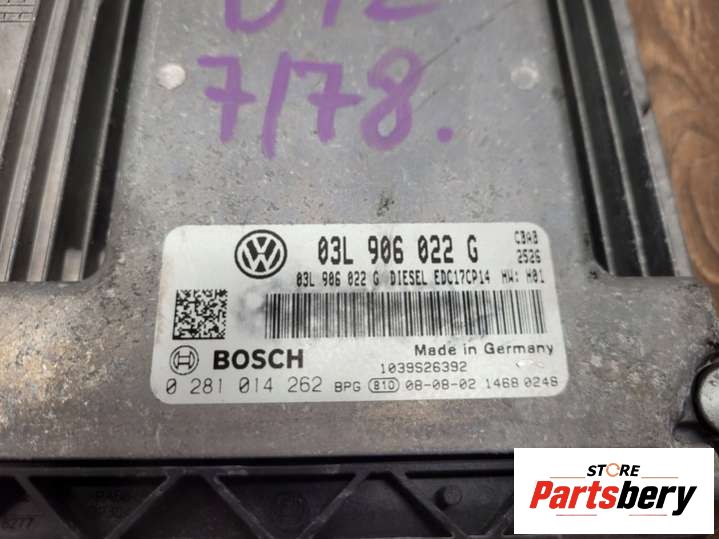 7/78.
03L 906 022 G
CBAB
2526
03L 906 022 G DIESEL EDC17CP14 HW: H01
BOSCH
Made in Germany
1039S26392
0 281 014 262 BPG 810 08-08-02 1468 0248
STORE
Partsbery